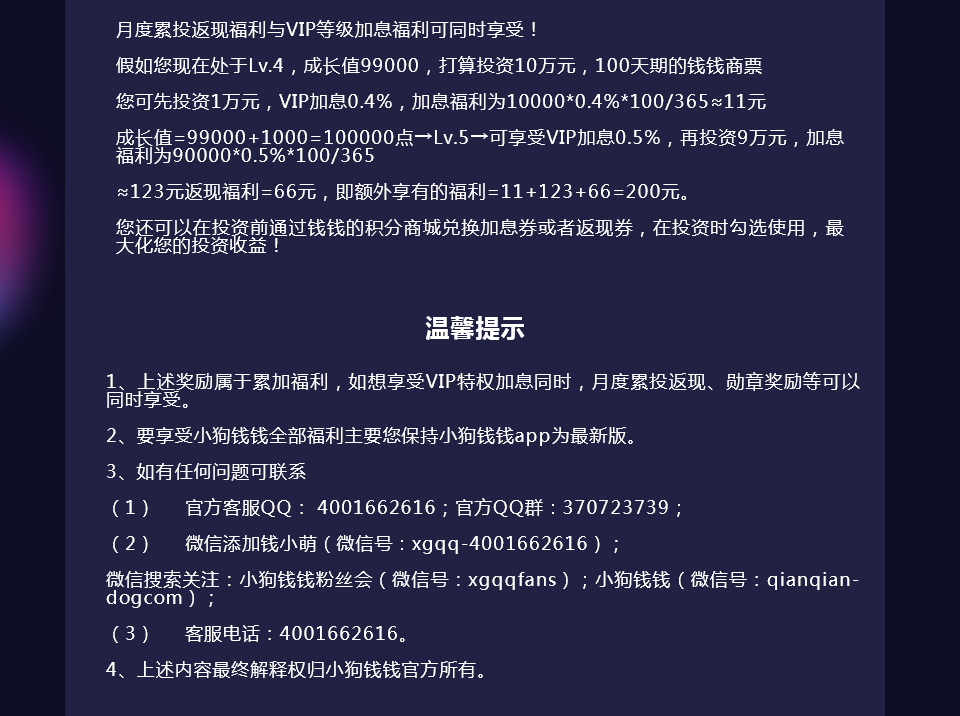 月度累投返现福利与VIP等级加息福利可同时享受！
假如您现在处于Lv.4，成长值99000，打算投资10万元，100天期的钱钱商票
您可先投资1万元，VIP加息0.4%，加息福利为10000*0.4%*100/365≈11元
成长值=99000+1000=100000点→Lv.5→可享受VIP加息0.5%，再投资9万元，加息
福利为90000*0.5%*100/365
≈123元返现福利=66元，即额外享有的福利=11+123+66=200元。
您还可以在投资前通过钱钱的积分商城兑换加息券或者返现券，在投资时勾选使用，最
大化您的投资收益！
温馨提示
1、上述奖励属于累加福利，如想享受VIP特权加息同时，月度累投返现、勋章奖励等可以
同时享受。
2、要享受小狗钱钱全部福利主要您保持小狗钱钱app为最新版。
3、如有任何问题可联系
（1） 官方客服QQ： 4001662616；官方QQ群：370723739；
（2） 微信添加钱小萌（微信号：xgqq-4001662616）；
微信搜索关注：小狗钱钱粉丝会（微信号：xgqqfans）；小狗钱钱（微信号：qianqian-
dogcom）；
（3） 客服电话：4001662616。
4、上述内容最终解释权归小狗钱钱官方所有。